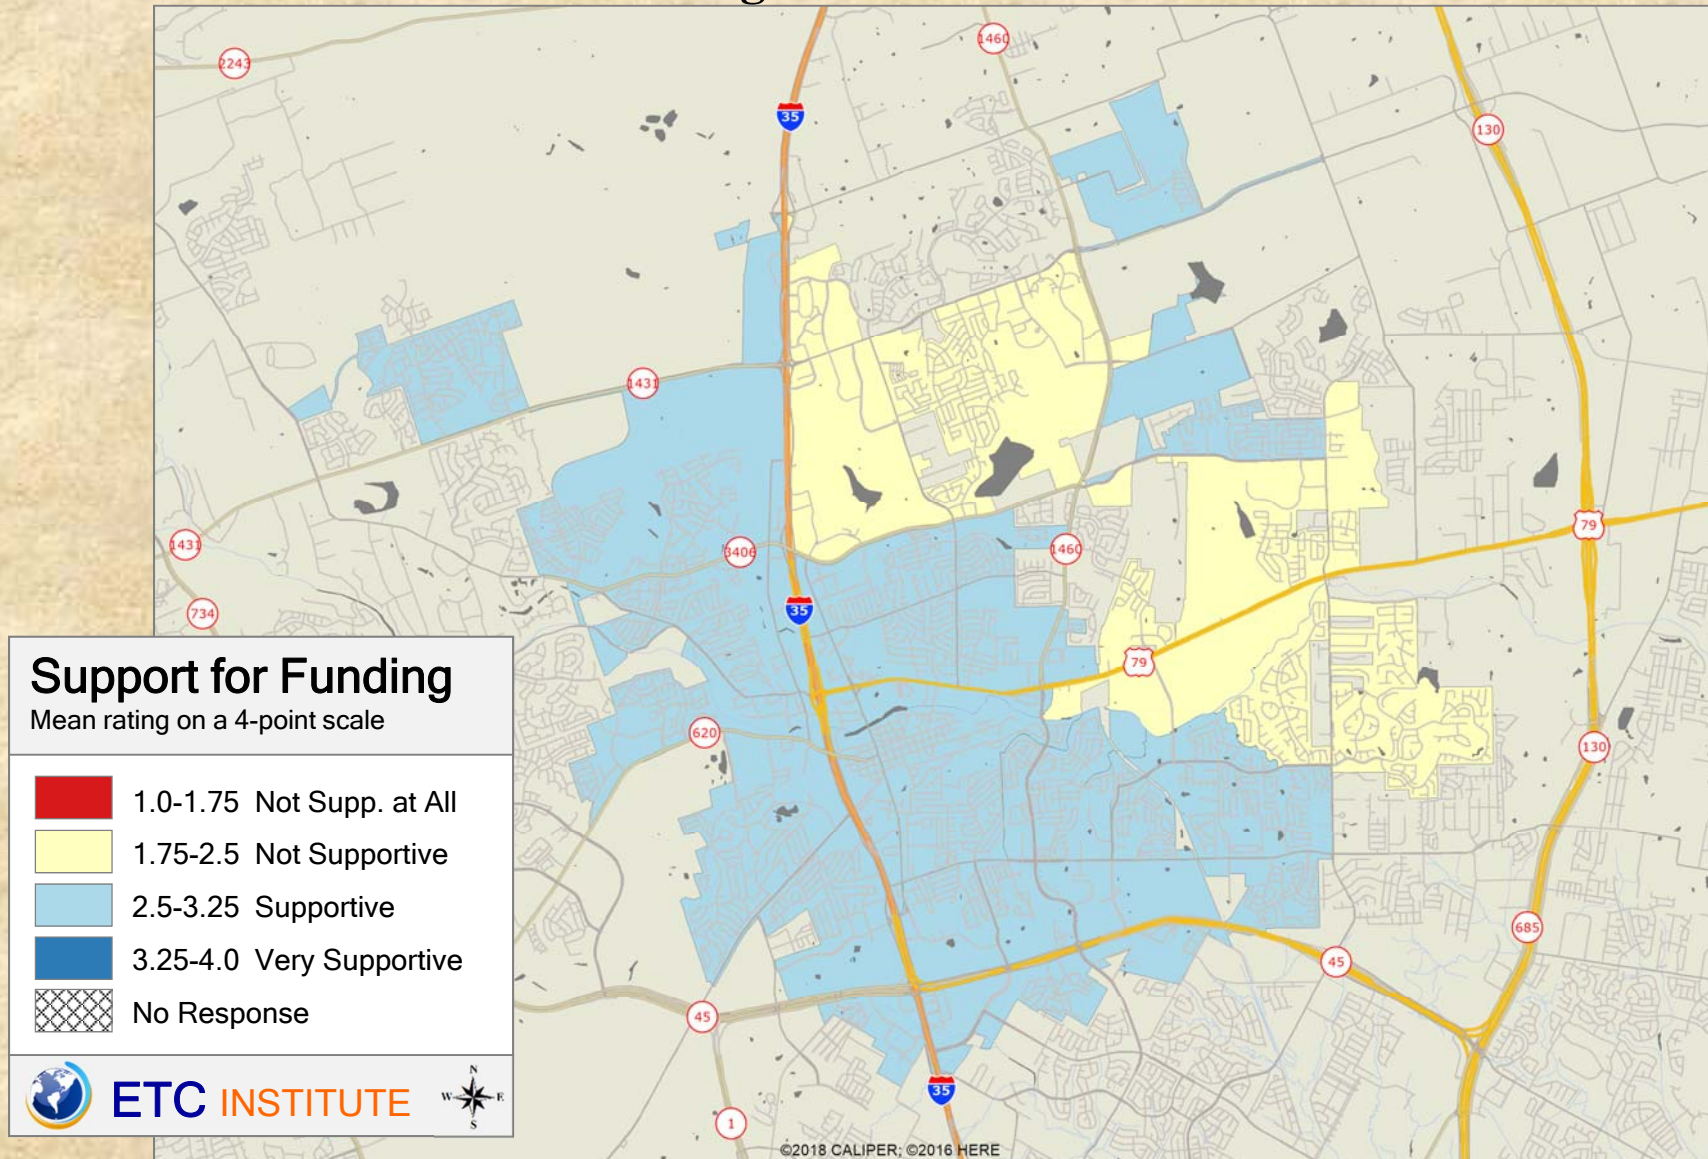 2243
1460
35
130
1431
79
1431
3406
1460
734
35
79
620
130
685
45
45
35
1
Support for Funding
Mean rating on a 4-point scale
1.0-1.75 Not Supp. at All
1.75-2.5 Not Supportive
2.5-3.25 Supportive
3.25-4.0 Very Supportive
No Response
ETC INSTITUTE
N
W E
S
©2018 CALIPER; ©2016 HERE